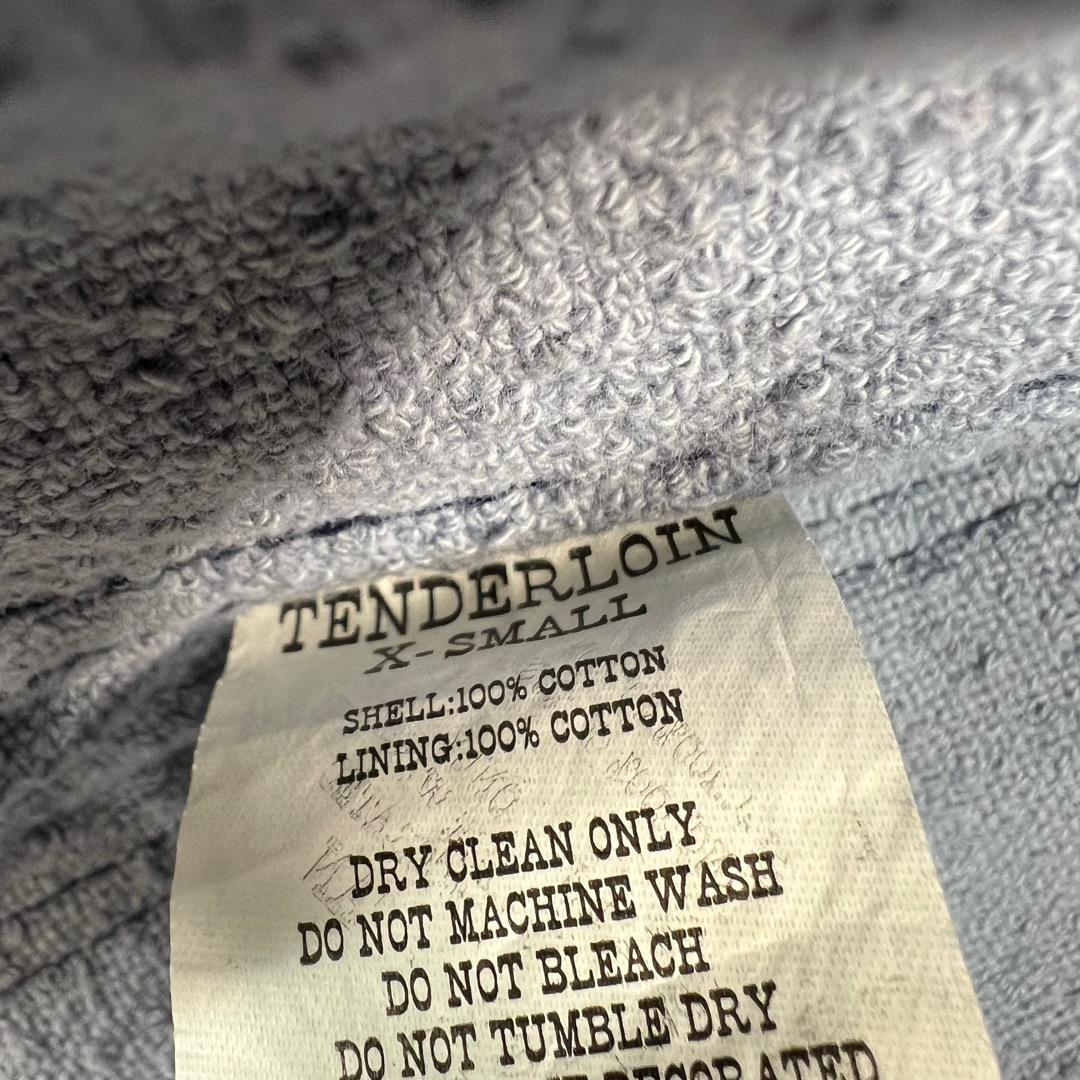 TENDERLOIN
X-SMALL
SHELL:100% COTTON
LINING:100% COTTON
DRY CLEAN ONLY
DO NOT MACHINE WASH
DO NOT BLEACH
DO NOT TUMBLE DRY
DECORATED